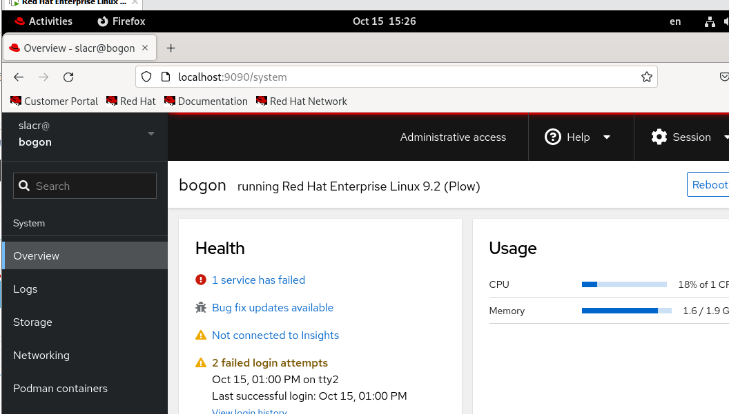 Red Hat Enterprise Linux ...
Activities Firefox Oct 15 15:26 en
Overview - slacr@bogon × +
localhost:9090/system
Customer Portal Red Hat Documentation Red Hat Network
slacr@
bogon
Administrative access Help Session
Search
bogon running Red Hat Enterprise Linux 9.2 (Plow) Reboot
System
Overview
Logs
Storage
Networking
Podman containers
Health
1 service has failed
Bug fix updates available
Not connected to Insights
2 failed login attempts
Oct 15, 01:00 PM on tty2
Last successful login: Oct 15, 01:00 PM
View login history
Usage
CPU 18% of 1 CP
Memory 1.6 / 1.9 G